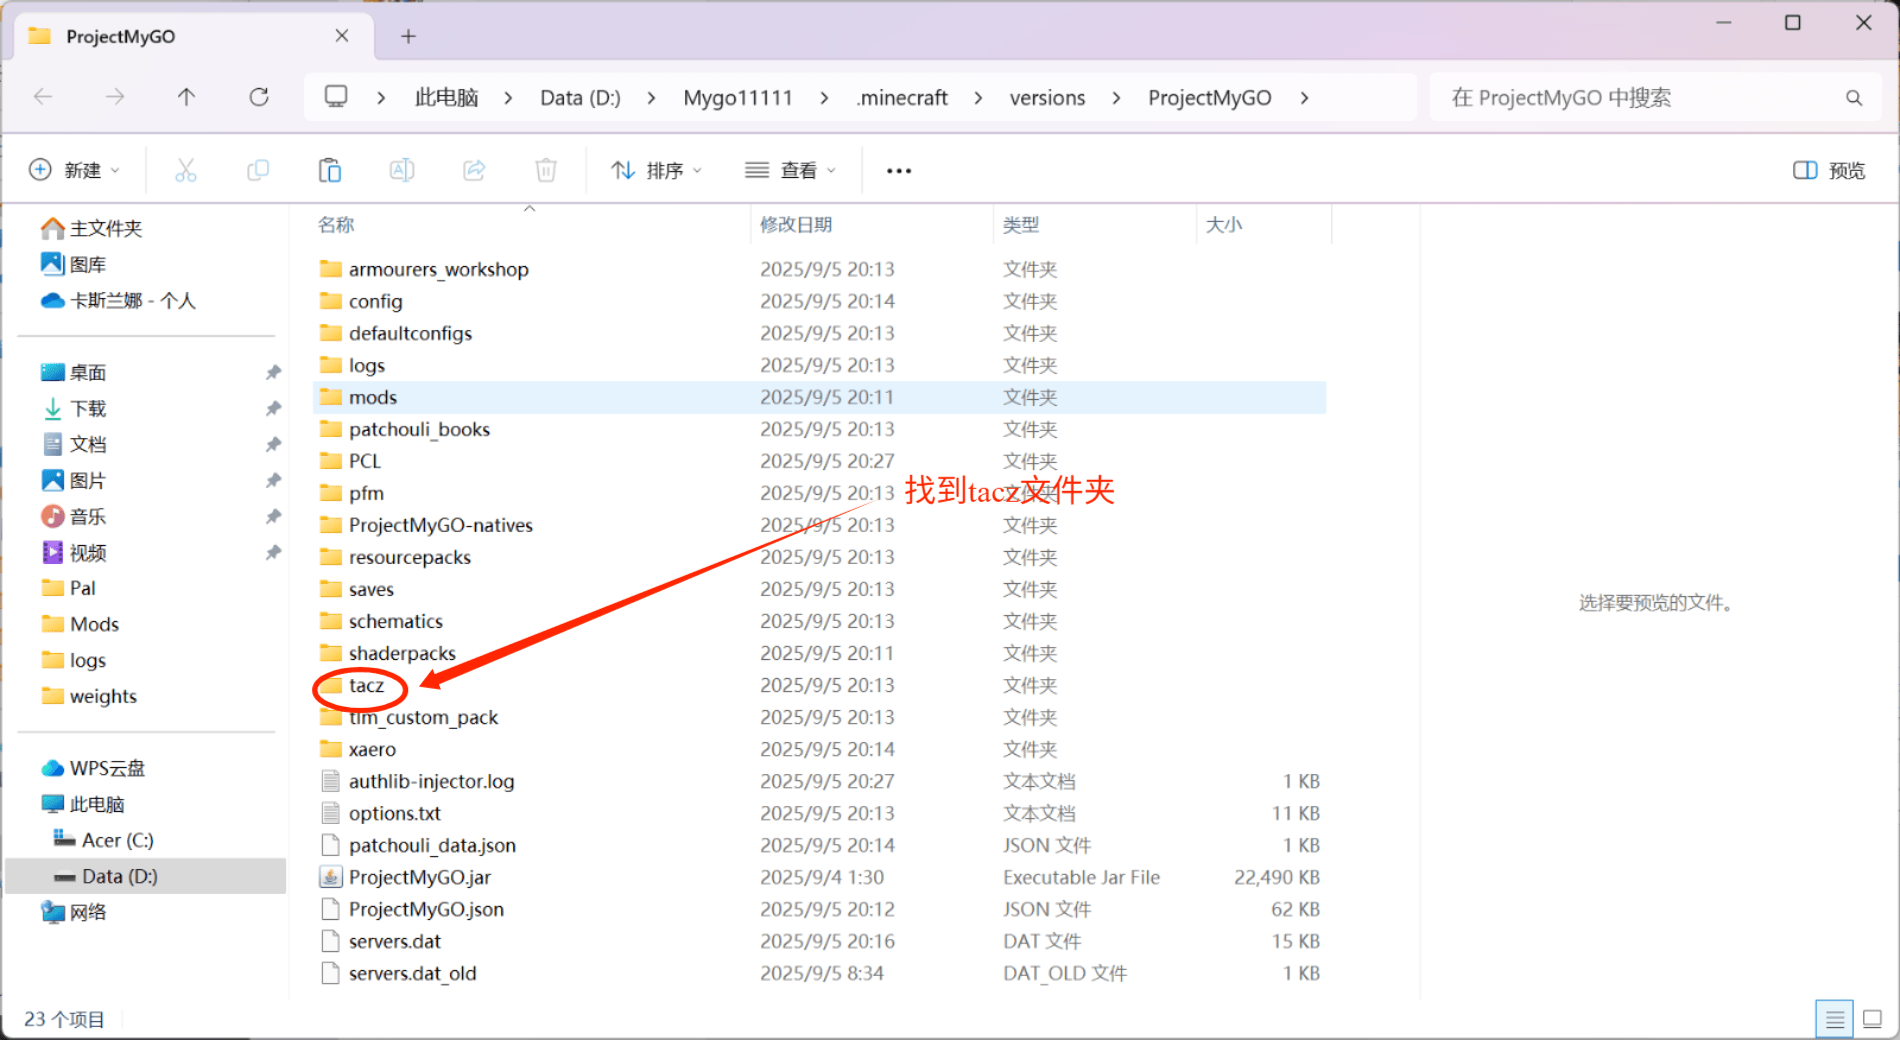 ProjectMyGO
此电脑 > Data (D:) > Mygo11111 > .minecraft > versions > ProjectMyGO >
在 ProjectMyGO 中搜索
新建
排序
查看
预览
主文件夹
图库
卡斯兰娜 - 个人
桌面
下载
文档
图片
音乐
视频
Pal
Mods
logs
weights
WPS云盘
此电脑
Acer (C:)
Data (D:)
网络
名称 修改日期 类型 大小
armourers_workshop 2025/9/5 20:13 文件夹
config 2025/9/5 20:14 文件夹
defaultconfigs 2025/9/5 20:13 文件夹
logs 2025/9/5 20:13 文件夹
mods 2025/9/5 20:11 文件夹
patchouli_books 2025/9/5 20:13 文件夹
PCL 2025/9/5 20:27 文件夹
pfm 2025/9/5 20:13 文件夹
找到tacz文件夹
ProjectMyGO-natives 2025/9/5 20:13 文件夹
resourcepacks 2025/9/5 20:13 文件夹
saves 2025/9/5 20:13 文件夹
schematics 2025/9/5 20:13 文件夹
shaderpacks 2025/9/5 20:11 文件夹
tacz 2025/9/5 20:13 文件夹
tlm_custom_pack 2025/9/5 20:13 文件夹
xaero 2025/9/5 20:14 文件夹
authlib-injector.log 2025/9/5 20:27 文本文档 1 KB
options.txt 2025/9/5 20:13 文本文档 11 KB
patchouli_data.json 2025/9/5 20:14 JSON 文件 1 KB
ProjectMyGO.jar 2025/9/4 1:30 Executable Jar File 22,490 KB
ProjectMyGO.json 2025/9/5 20:12 JSON 文件 62 KB
servers.dat 2025/9/5 20:16 DAT 文件 15 KB
servers.dat_old 2025/9/5 8:34 DAT_OLD 文件 1 KB
选择要预览的文件。
23 个项目